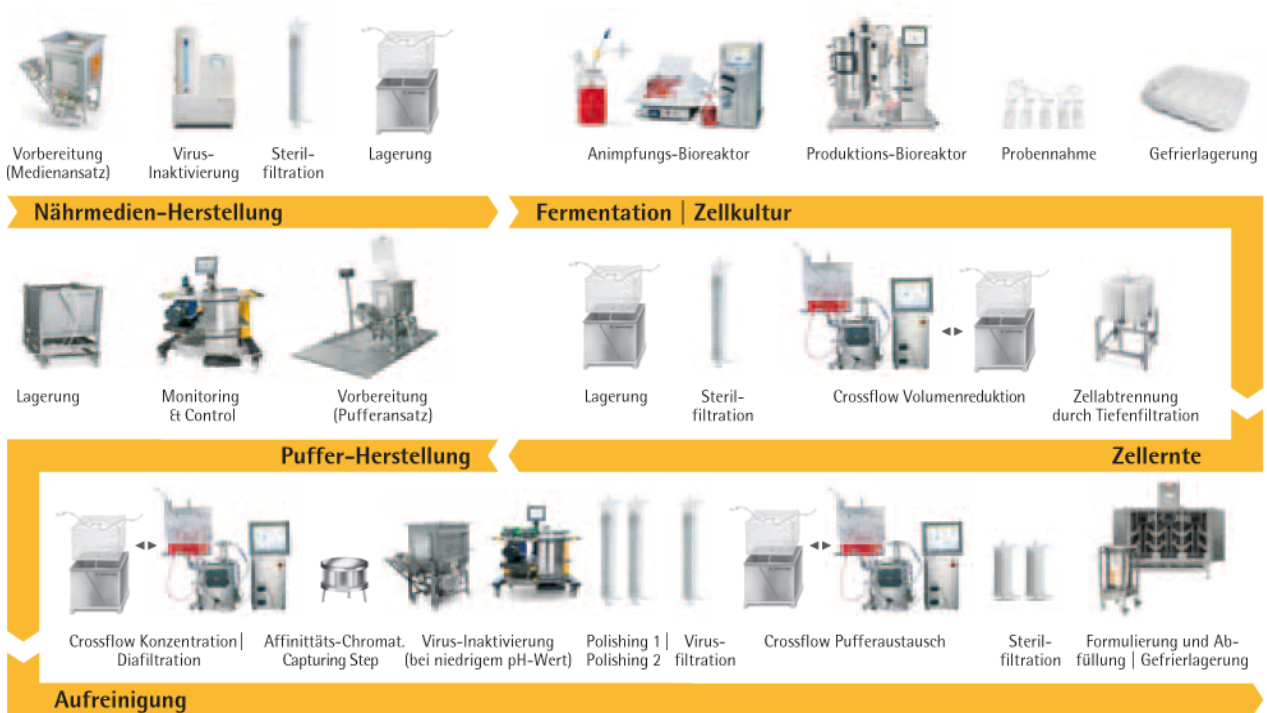 Vorbereitung
(Medienansatz)
Virus-
Inaktivierung
Steril-
filtration
Lagerung
Animpfungs-Bioreaktor
Produktions-Bioreaktor
Probennahme
Gefrierlagerung
Nährmedien-Herstellung
Fermentation | Zellkultur
Lagerung
Monitoring
& Control
Vorbereitung
(Pufferansatz)
Lagerung
Steril-
filtration
Crossflow Volumenreduktion
Zellabtrennung
durch Tiefenfiltration
Puffer-Herstellung
Zellernte
Crossflow Konzentration|
Diafiltration
Affinittäts-Chromat.
Capturing Step
Virus-Inaktivierung
(bei niedrigem pH-Wert)
Polishing 1 |
Polishing 2
Virus-
filtration
Crossflow Pufferaustausch
Steril-
filtration
Formulierung und Ab-
füllung | Gefrierlagerung
Aufreinigung